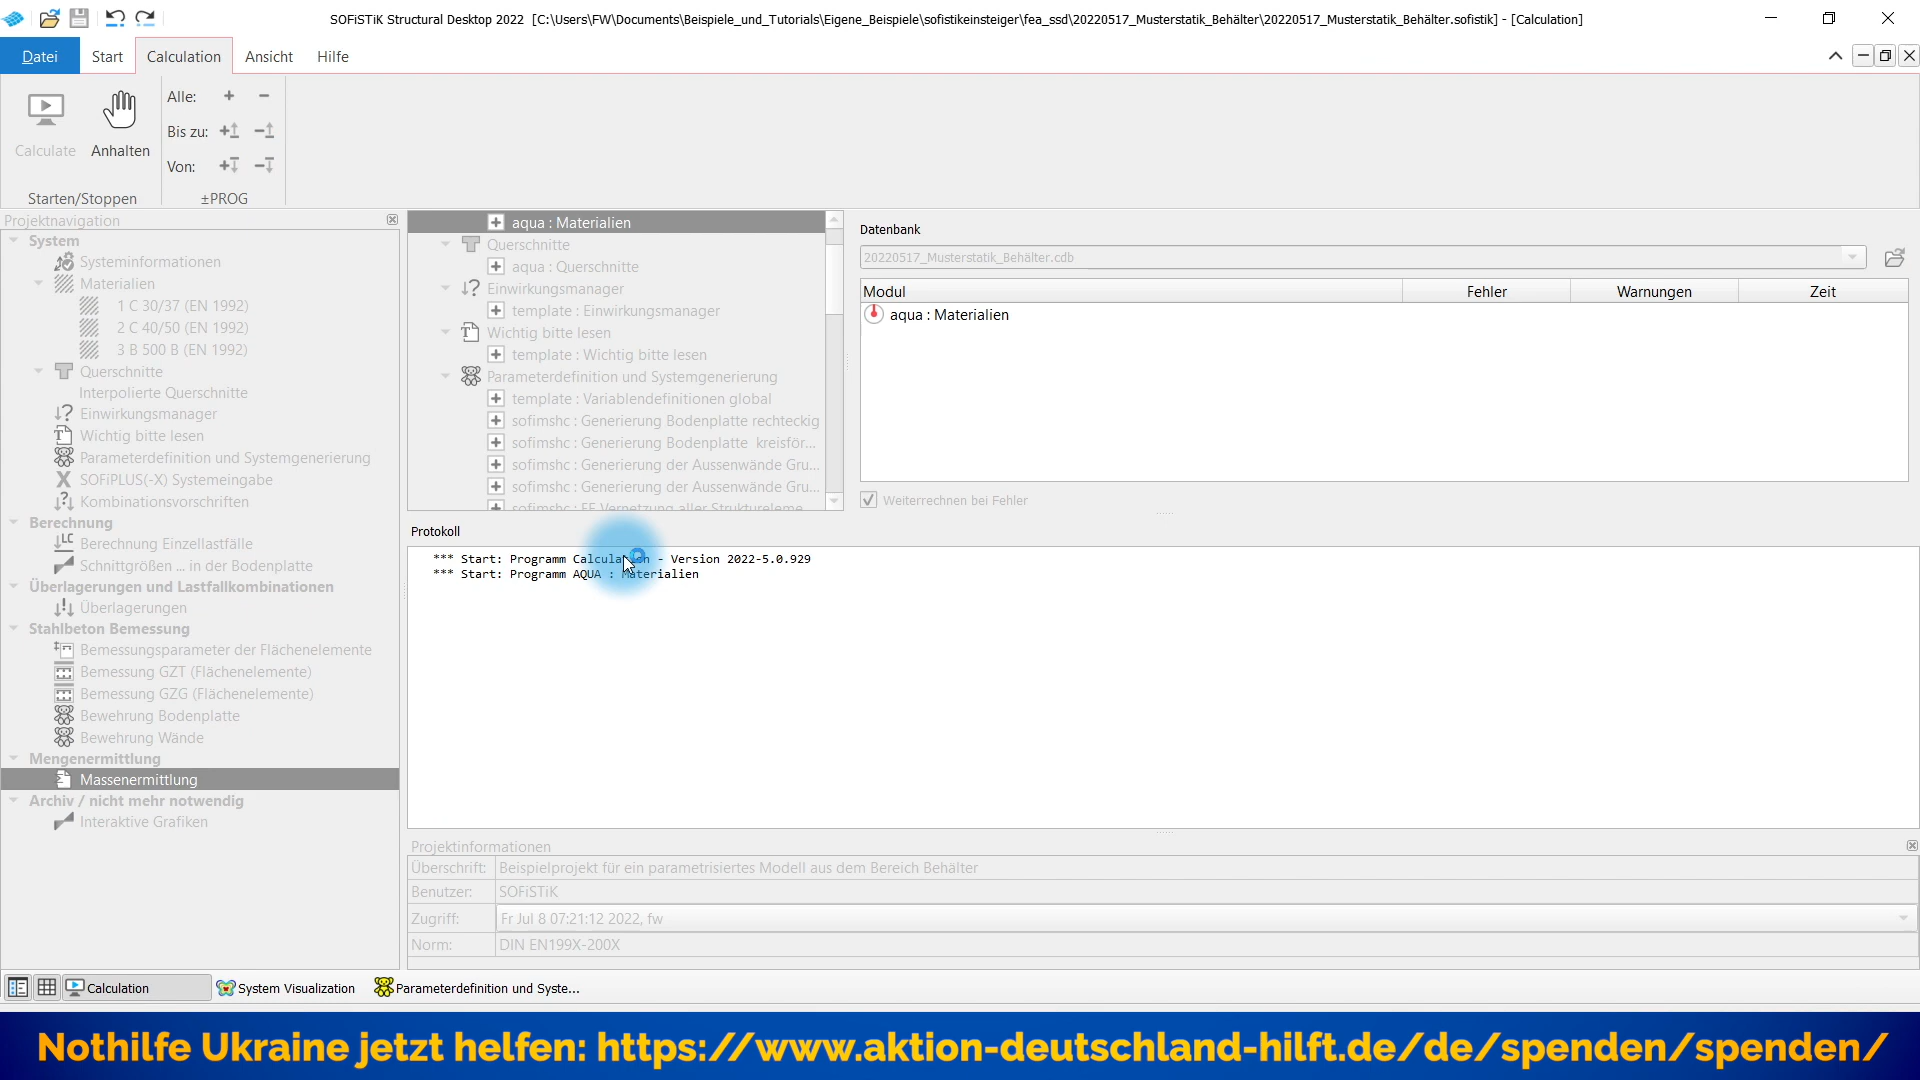 SOFiSTiK Structural Desktop 2022 [C:\Users\FW\Documents\Beispiele_und_Tutorials\Eigene_Beispiele\sofistikeinsteiger\fea_ssd\20220517_Musterstatik_Behälter\20220517_Musterstatik_Behälter.sofistik] - [Calculation]
Datei Start Calculation Ansicht Hilfe
Calculate Anhalten
Starten/Stoppen
Alle:
Bis zu:
Von:
±PROG
Projektnavigation
System
Systeminformationen
Materialien
1 C 30/37 (EN 1992)
2 C 40/50 (EN 1992)
3 B 500 B (EN 1992)
Querschnitte
Interpolierte Querschnitte
Einwirkungsmanager
Wichtig bitte lesen
Parameterdefinition und Systemgenerierung
SOFiPLUS(-X) Systemeingabe
Kombinationsvorschriften
Berechnung
Berechnung Einzellastfälle
Schnittgrößen ... in der Bodenplatte
Überlagerungen und Lastfallkombinationen
Überlagerungen
Stahlbeton Bemessung
Bemessungsparameter der Flächenelemente
Bemessung GZT (Flächenelemente)
Bemessung GZG (Flächenelemente)
Bewehrung Bodenplatte
Bewehrung Wände
Mengenermittlung
Massenermittlung
Archiv / nicht mehr notwendig
Interaktive Grafiken
aqua : Materialien
Querschnitte
aqua : Querschnitte
Einwirkungsmanager
template : Einwirkungsmanager
Wichtig bitte lesen
template : Wichtig bitte lesen
Parameterdefinition und Systemgenerierung
template : Variablendefinitionen global
sofimshc : Generierung Bodenplatte rechteckig
sofimshc : Generierung Bodenplatte kreisför...
sofimshc : Generierung der Aussenwände Gru...
sofimshc : Generierung der Aussenwände Gru...
sofimshc : FE Vernetzung aller Struktureleme...
Datenbank
20220517_Musterstatik_Behälter.cdb
Modul Fehler Warnungen Zeit
aqua : Materialien
Weiterrechnen bei Fehler
Protokoll
*** Start: Programm Calculation - Version 2022-5.0.929
*** Start: Programm AQUA : Materialien
Projektinformationen
Überschrift: Beispielprojekt für ein parametrisiertes Modell aus dem Bereich Behälter
Benutzer: SOFiSTiK
Zugriff: Fr Jul 8 07:21:12 2022, fw
Norm: DIN EN199X-200X
Calculation System Visualization Parameterdefinition und Syste...
Nothilfe Ukraine jetzt helfen: https://www.aktion-deutschland-hilft.de/de/spenden/spenden/